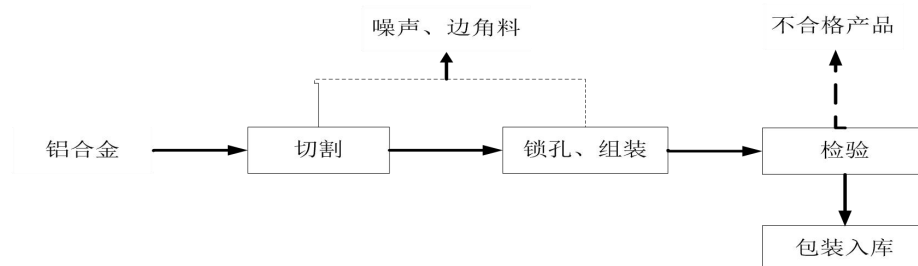 噪声、边角料
不合格产品
铝合金
切割
锁孔、组装
检验
包装入库